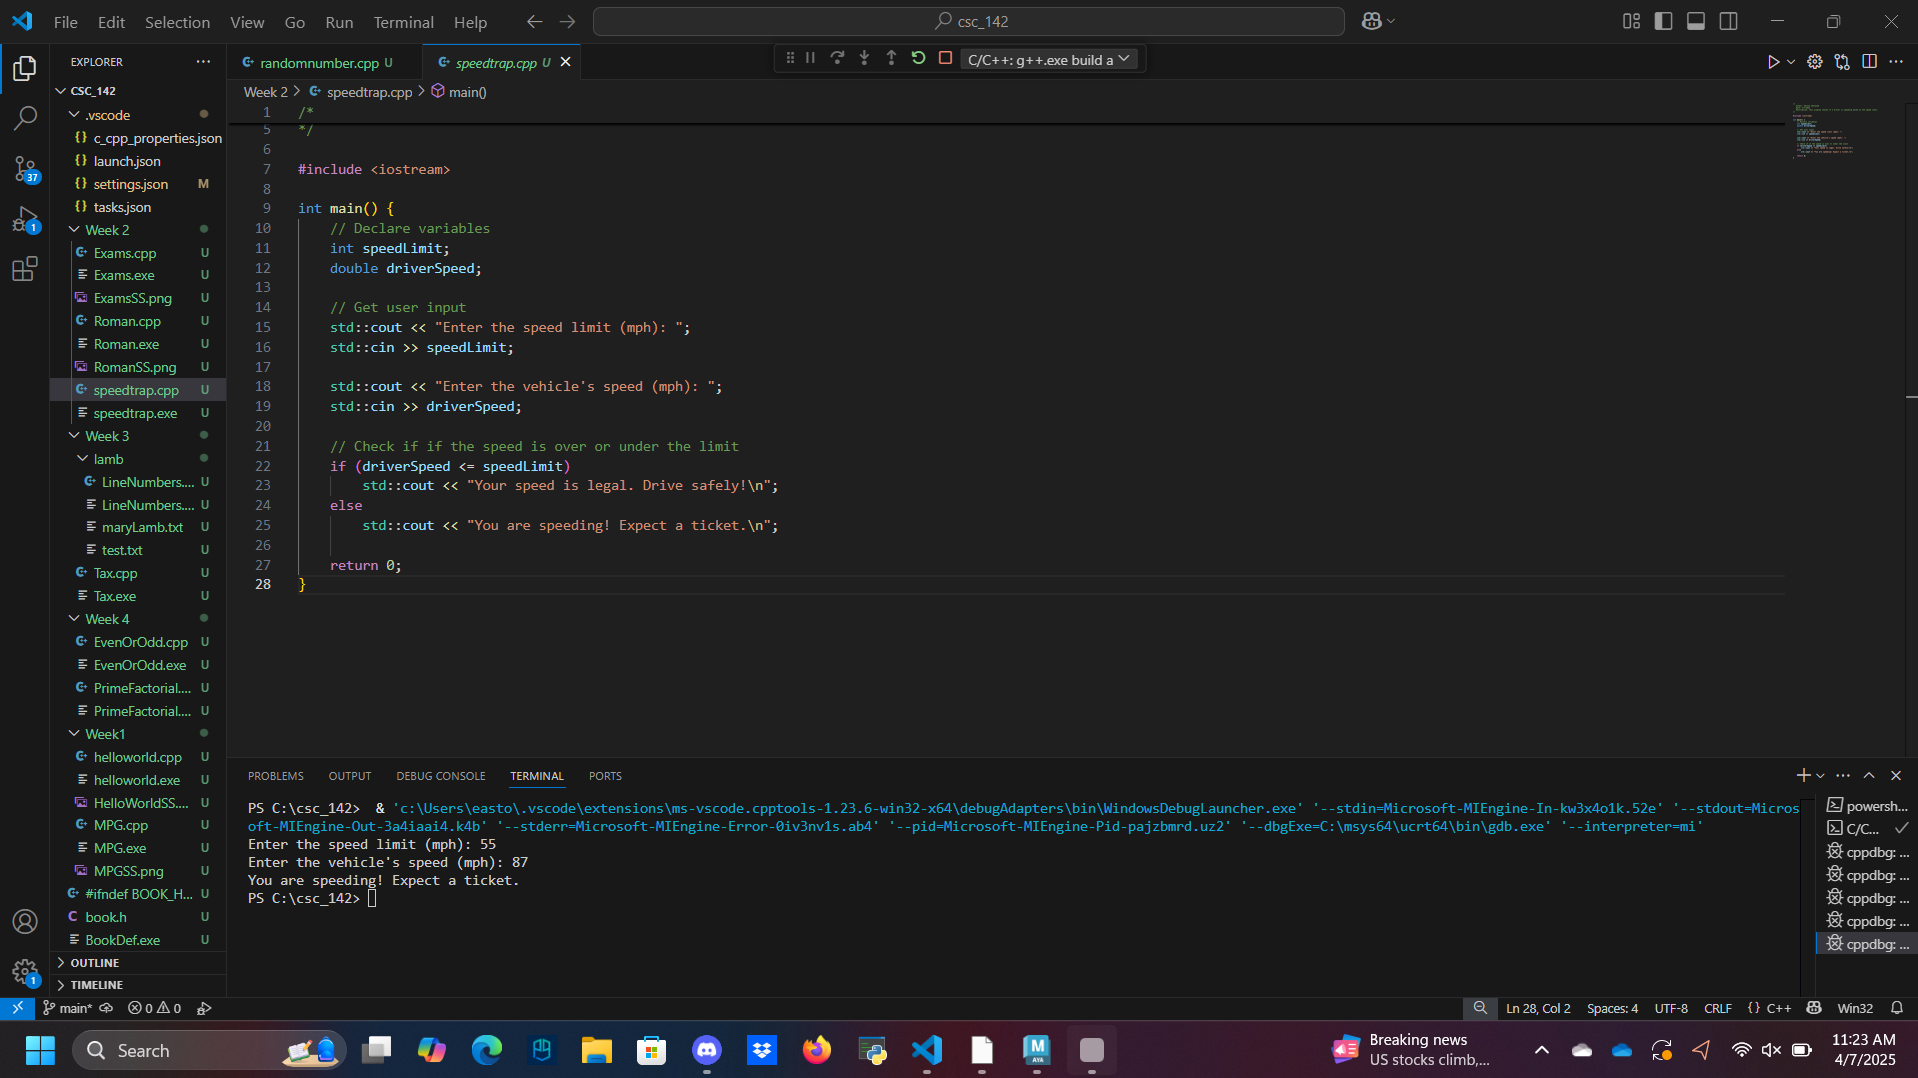 File Edit Selection View Go Run Terminal Help
csc_142
EXPLORER
CSC_142
.vscode
c_cpp_properties.json
launch.json
settings.json M
tasks.json
Week 2
Exams.cpp U
Exams.exe U
ExamsSS.png U
Roman.cpp U
Roman.exe U
RomanSS.png U
speedtrap.cpp U
speedtrap.exe U
Week 3
lamb
LineNumbers.... U
LineNumbers.... U
maryLamb.txt U
test.txt U
Tax.cpp U
Tax.exe U
Week 4
EvenOrOdd.cpp U
EvenOrOdd.exe U
PrimeFactorial.... U
PrimeFactorial.... U
Week1
helloworld.cpp U
helloworld.exe U
HelloWorldSS.... U
MPG.cpp U
MPG.exe U
MPGSS.png U
#ifndef BOOK_H... U
book.h U
BookDef.exe U
OUTLINE
TIMELINE
37
1
1
randomnumber.cpp U
speedtrap.cpp U
C/C++: g++.exe build a
Week 2 > speedtrap.cpp > main()
1 /*
5 */
6
7 #include <iostream>
8
9 int main() {
10 // Declare variables
11 int speedLimit;
12 double driverSpeed;
13
14 // Get user input
15 std::cout << "Enter the speed limit (mph): ";
16 std::cin >> speedLimit;
17
18 std::cout << "Enter the vehicle's speed (mph): ";
19 std::cin >> driverSpeed;
20
21 // Check if if the speed is over or under the limit
22 if (driverSpeed <= speedLimit)
23 std::cout << "Your speed is legal. Drive safely!\n";
24 else
25 std::cout << "You are speeding! Expect a ticket.\n";
26
27 return 0;
28 }
PROBLEMS OUTPUT DEBUG CONSOLE TERMINAL PORTS
PS C:\csc_142> & 'c:\Users\easto\.vscode\extensions\ms-vscode.cpptools-1.23.6-win32-x64\debugAdapters\bin\WindowsDebugLauncher.exe' '--stdin=Microsoft-MIEngine-In-kw3x4o1k.52e' '--stdout=Micros
oft-MIEngine-Out-3a4iaai4.k4b' '--stderr=Microsoft-MIEngine-Error-0iv3nv1s.ab4' '--pid=Microsoft-MIEngine-Pid-pajzbmrd.uz2' '--dbgExe=C:\msys64\ucrt64\bin\gdb.exe' '--interpreter=mi'
Enter the speed limit (mph): 55
Enter the vehicle's speed (mph): 87
You are speeding! Expect a ticket.
PS C:\csc_142>
powersh...
C/C...
cppdbg: ...
cppdbg: ...
cppdbg: ...
cppdbg: ...
cppdbg: ...
main* 0 0
Ln 28, Col 2 Spaces: 4 UTF-8 CRLF {} C++ Win32
Search
Breaking news
US stocks climb,...
11:23 AM
4/7/2025